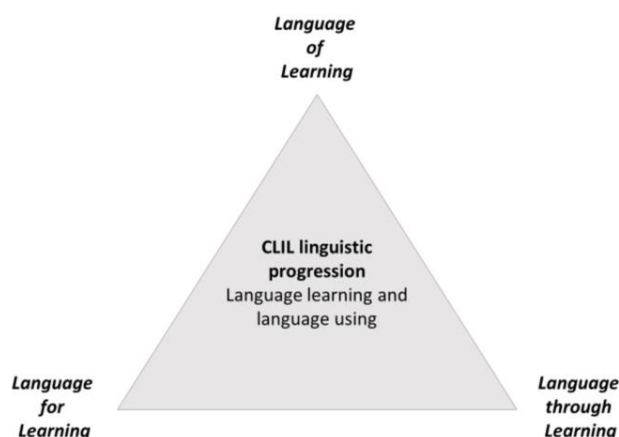 Language
of
Learning
CLIL linguistic
progression
Language learning and
language using
Language
for
Learning
Language
through
Learning